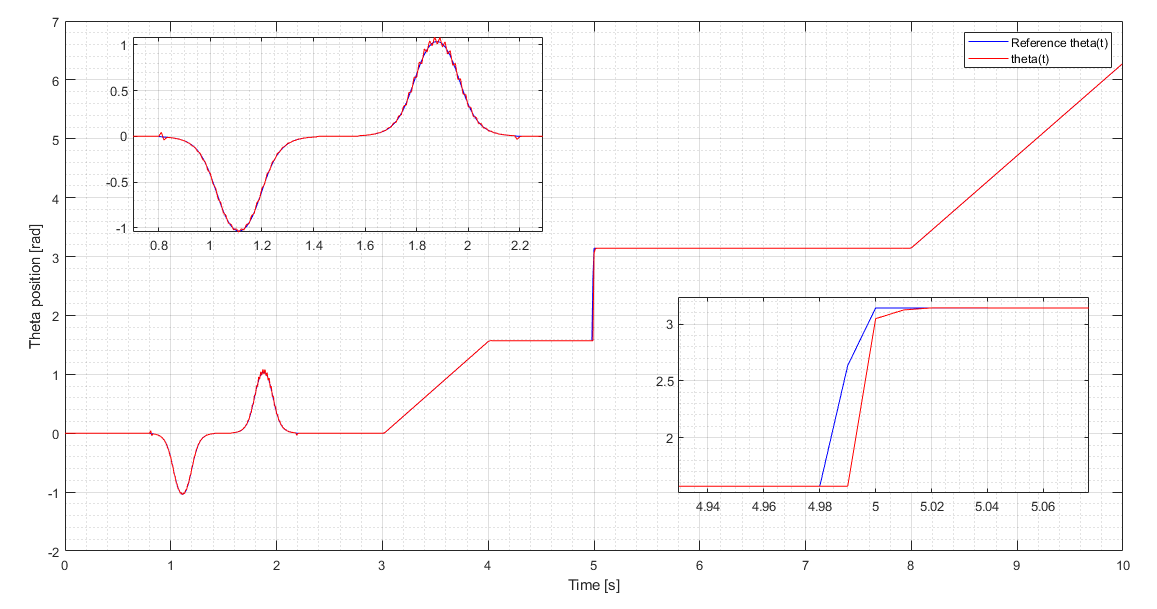 7
6
5
4
3
2
1
0
-1
-2
Theta position [rad]
0 1 2 3 4 5 6 7 8 9 10
Time [s]
Reference theta(t)
theta(t)
1
0.5
0
-0.5
-1
0.8 1 1.2 1.4 1.6 1.8 2 2.2
3
2.5
2
4.94 4.96 4.98 5 5.02 5.04 5.06